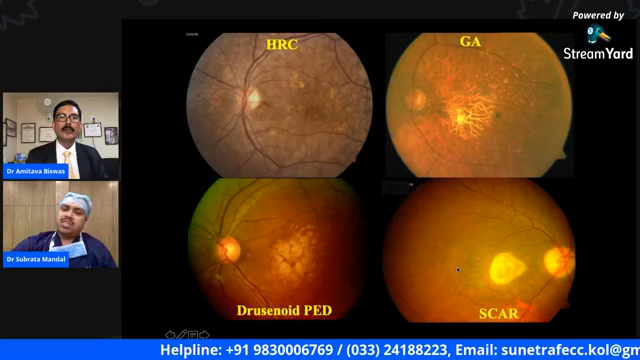 Powered by
StreamYard
HRC
GA
Dr Amitava Biswas
Dr Subrata Mandal
Drusenoid PED
SCAR
Helpline: +91 9830006769 / (033) 24188223, Email: sunetrafecc.kol@gm